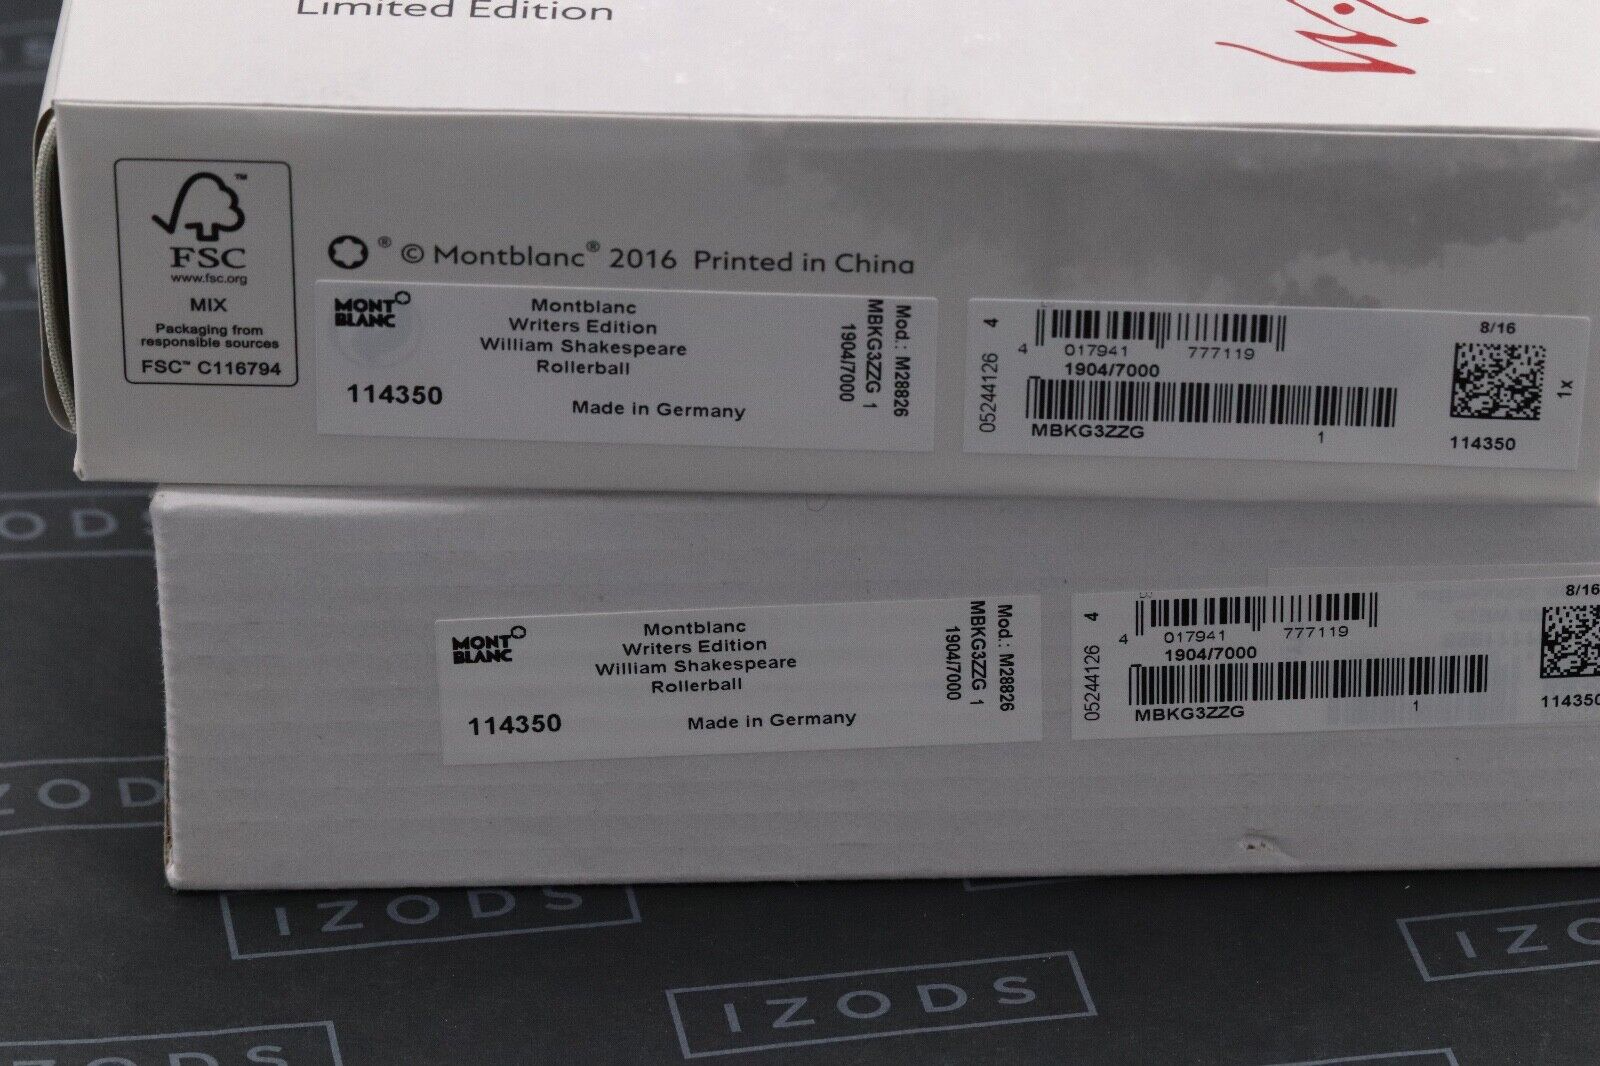 Limited Edition
FSC
www.fsc.org
MIX
Packaging from
responsible sources
FSC™ C116794
® © Montblanc® 2016 Printed in China
MONT
BLANC
Montblanc
Writers Edition
William Shakespeare
Rollerball
114350
Made in Germany
Mod.: M28826
MBKG3ZZG 1
1904/7000
05244126 4
4 017941 777119
1904/7000
MBKG3ZZG 1
8/16
1x
114350
MONT
BLANC
Montblanc
Writers Edition
William Shakespeare
Rollerball
114350
Made in Germany
Mod.: M28826
MBKG3ZZG 1
1904/7000
05244126 4
4 017941 777119
1904/7000
MBKG3ZZG 1
8/16
114350
IZODS
IZODS